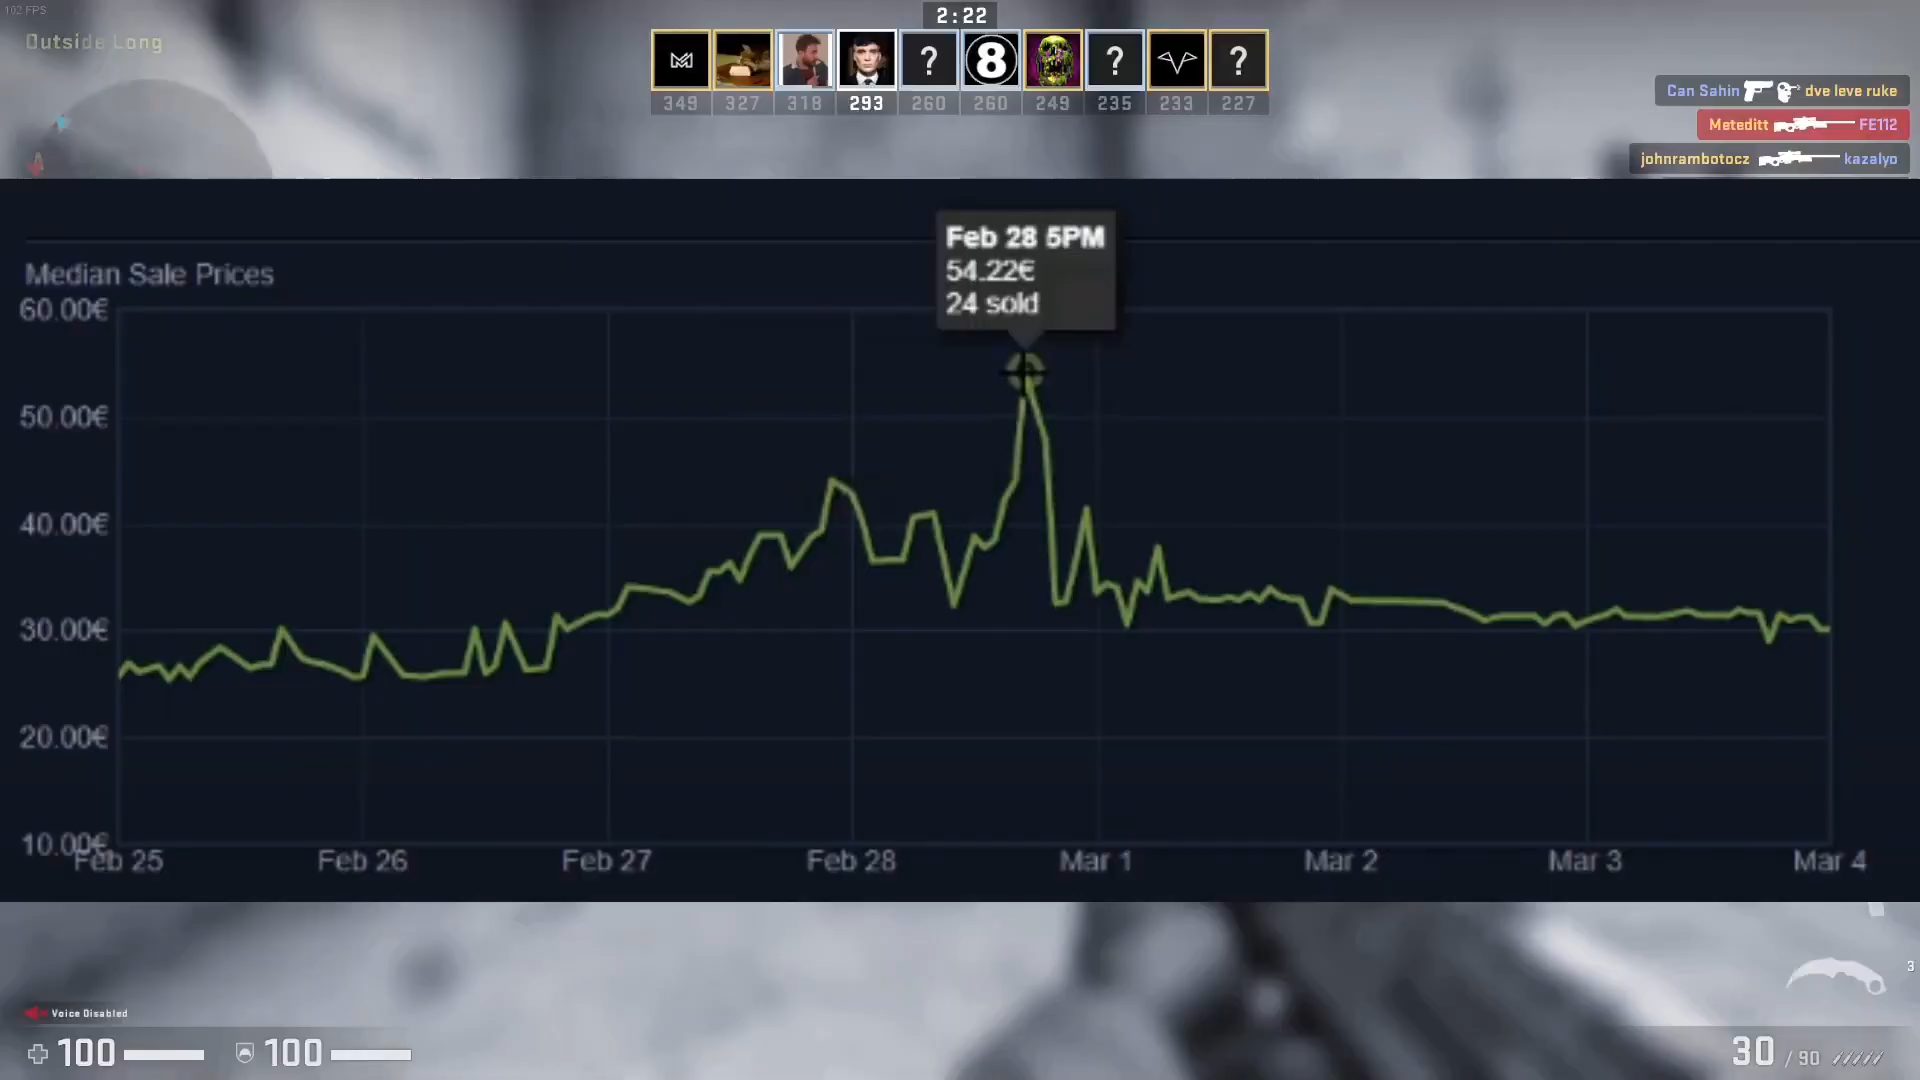 102 FPS
Outside Long
2:22
? 8 ? ?
349 327 318 293 260 260 249 235 233 227
Can Sahin dve leve ruke
Meteditt FE112
johnrambotocz kazalyo
Feb 28 5PM
54.22€
24 sold
Median Sale Prices
60.00€
50.00€
40.00€
30.00€
20.00€
10.00€
Feb 25 Feb 26 Feb 27 Feb 28 Mar 1 Mar 2 Mar 3 Mar 4
3
Voice Disabled
100 100
30 / 90